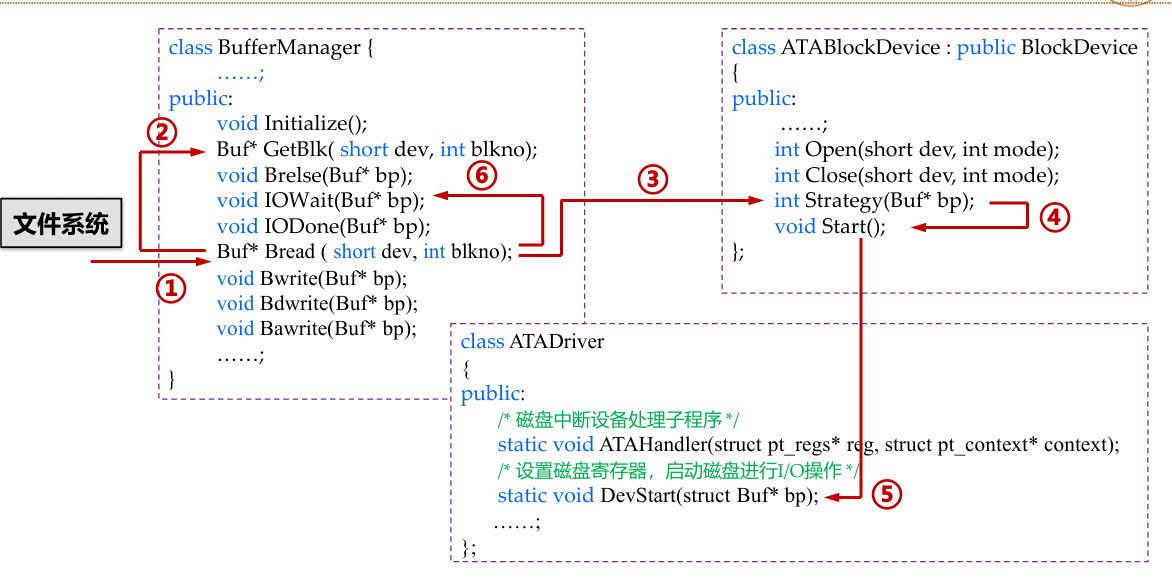 class BufferManager {
……;
public:
void Initialize();
Buf* GetBlk( short dev, int blkno);
void Brelse(Buf* bp);
void IOWait(Buf* bp);
void IODone(Buf* bp);
Buf* Bread ( short dev, int blkno);
void Bwrite(Buf* bp);
void Bdwrite(Buf* bp);
void Bawrite(Buf* bp);
……;
}
②
⑥
①
文件系统
③
class ATABlockDevice : public BlockDevice
{
public:
……;
int Open(short dev, int mode);
int Close(short dev, int mode);
int Strategy(Buf* bp);
void Start();
};
④
class ATADriver
{
public:
/* 磁盘中断设备处理子程序 */
static void ATAHandler(struct pt_regs* reg, struct pt_context* context);
/* 设置磁盘寄存器，启动磁盘进行I/O操作 */
static void DevStart(struct Buf* bp);
……;
};
⑤